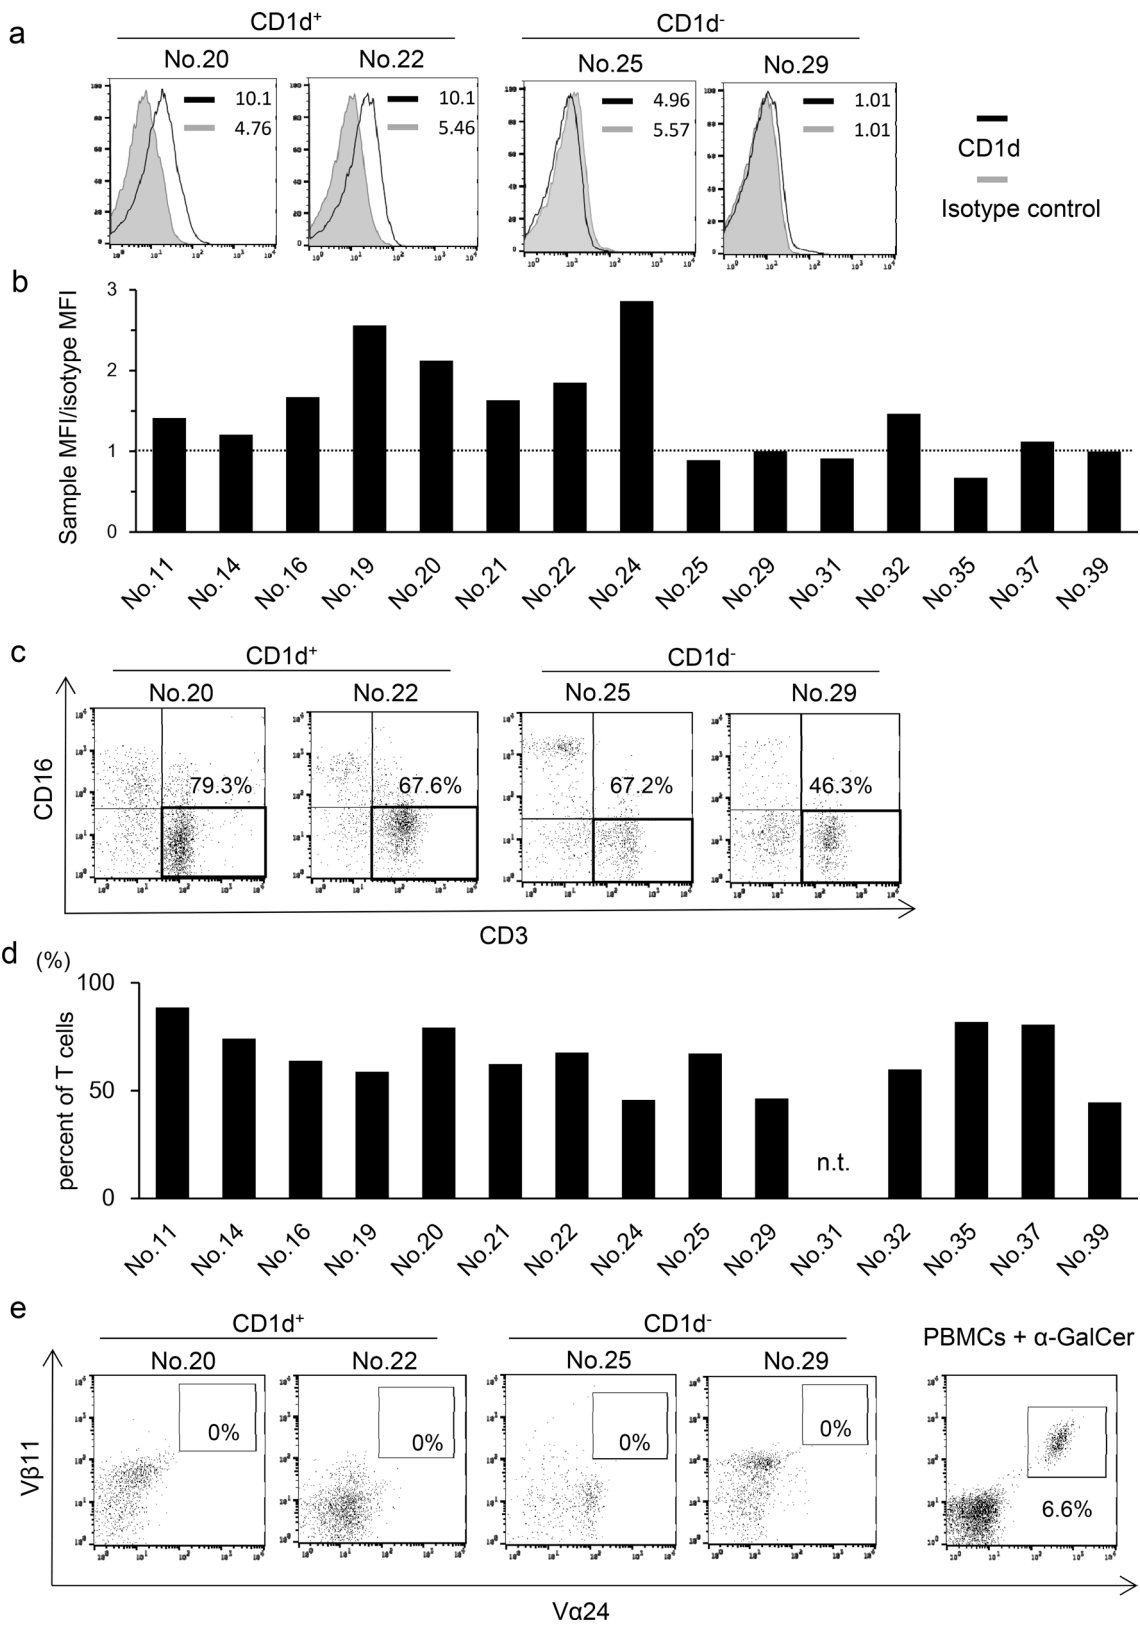 a
CD1d+
CD1d-
No.20
No.22
No.25
No.29
10.1
4.76
10.1
5.46
4.96
5.57
1.01
1.01
CD1d
Isotype control
b
Sample MFI/isotype MFI
3
2
1
0
No.11
No.14
No.16
No.19
No.20
No.21
No.22
No.24
No.25
No.29
No.31
No.32
No.35
No.37
No.39
c
CD1d+
CD1d-
No.20
No.22
No.25
No.29
CD16
79.3%
67.6%
67.2%
46.3%
CD3
d
(%)
percent of T cells
100
50
0
n.t.
No.11
No.14
No.16
No.19
No.20
No.21
No.22
No.24
No.25
No.29
No.31
No.32
No.35
No.37
No.39
e
CD1d+
CD1d-
PBMCs + α-GalCer
No.20
No.22
No.25
No.29
Vβ11
0%
0%
0%
0%
6.6%
Vα24